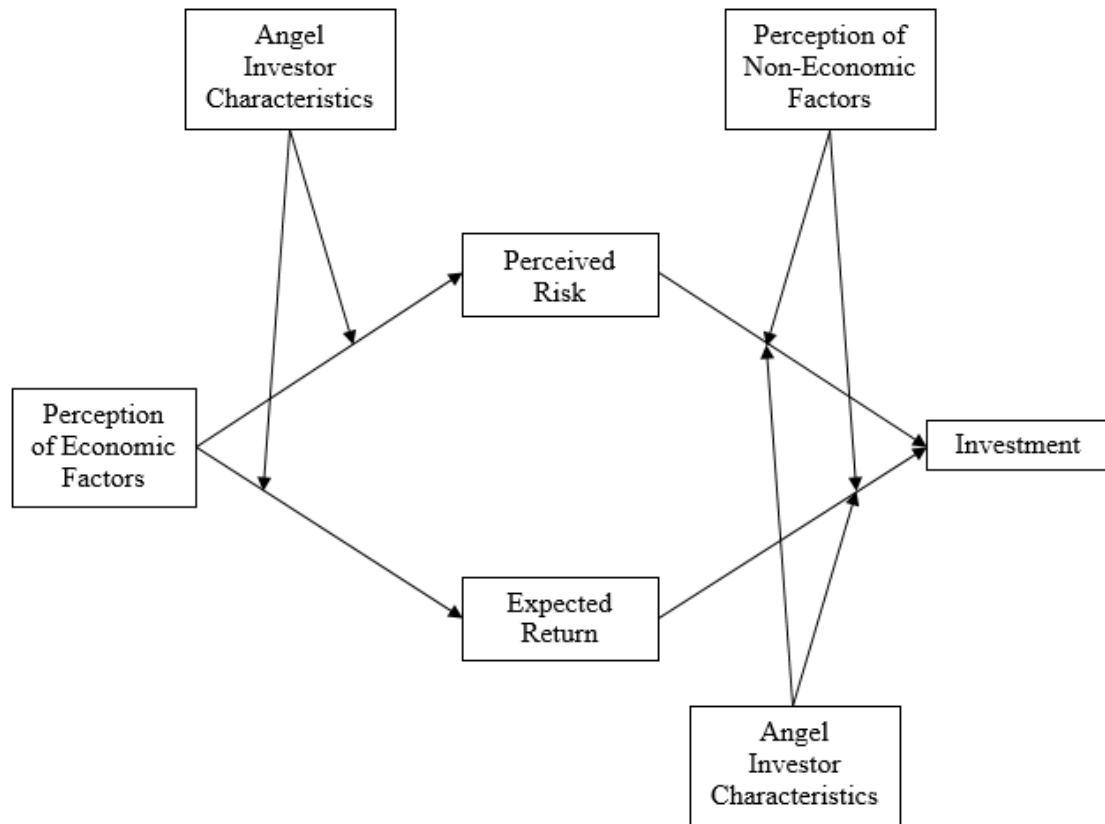 Angel
Investor
Characteristics
Perception of
Non-Economic
Factors
Perceived
Risk
Perception
of Economic
Factors
Investment
Expected
Return
Angel
Investor
Characteristics